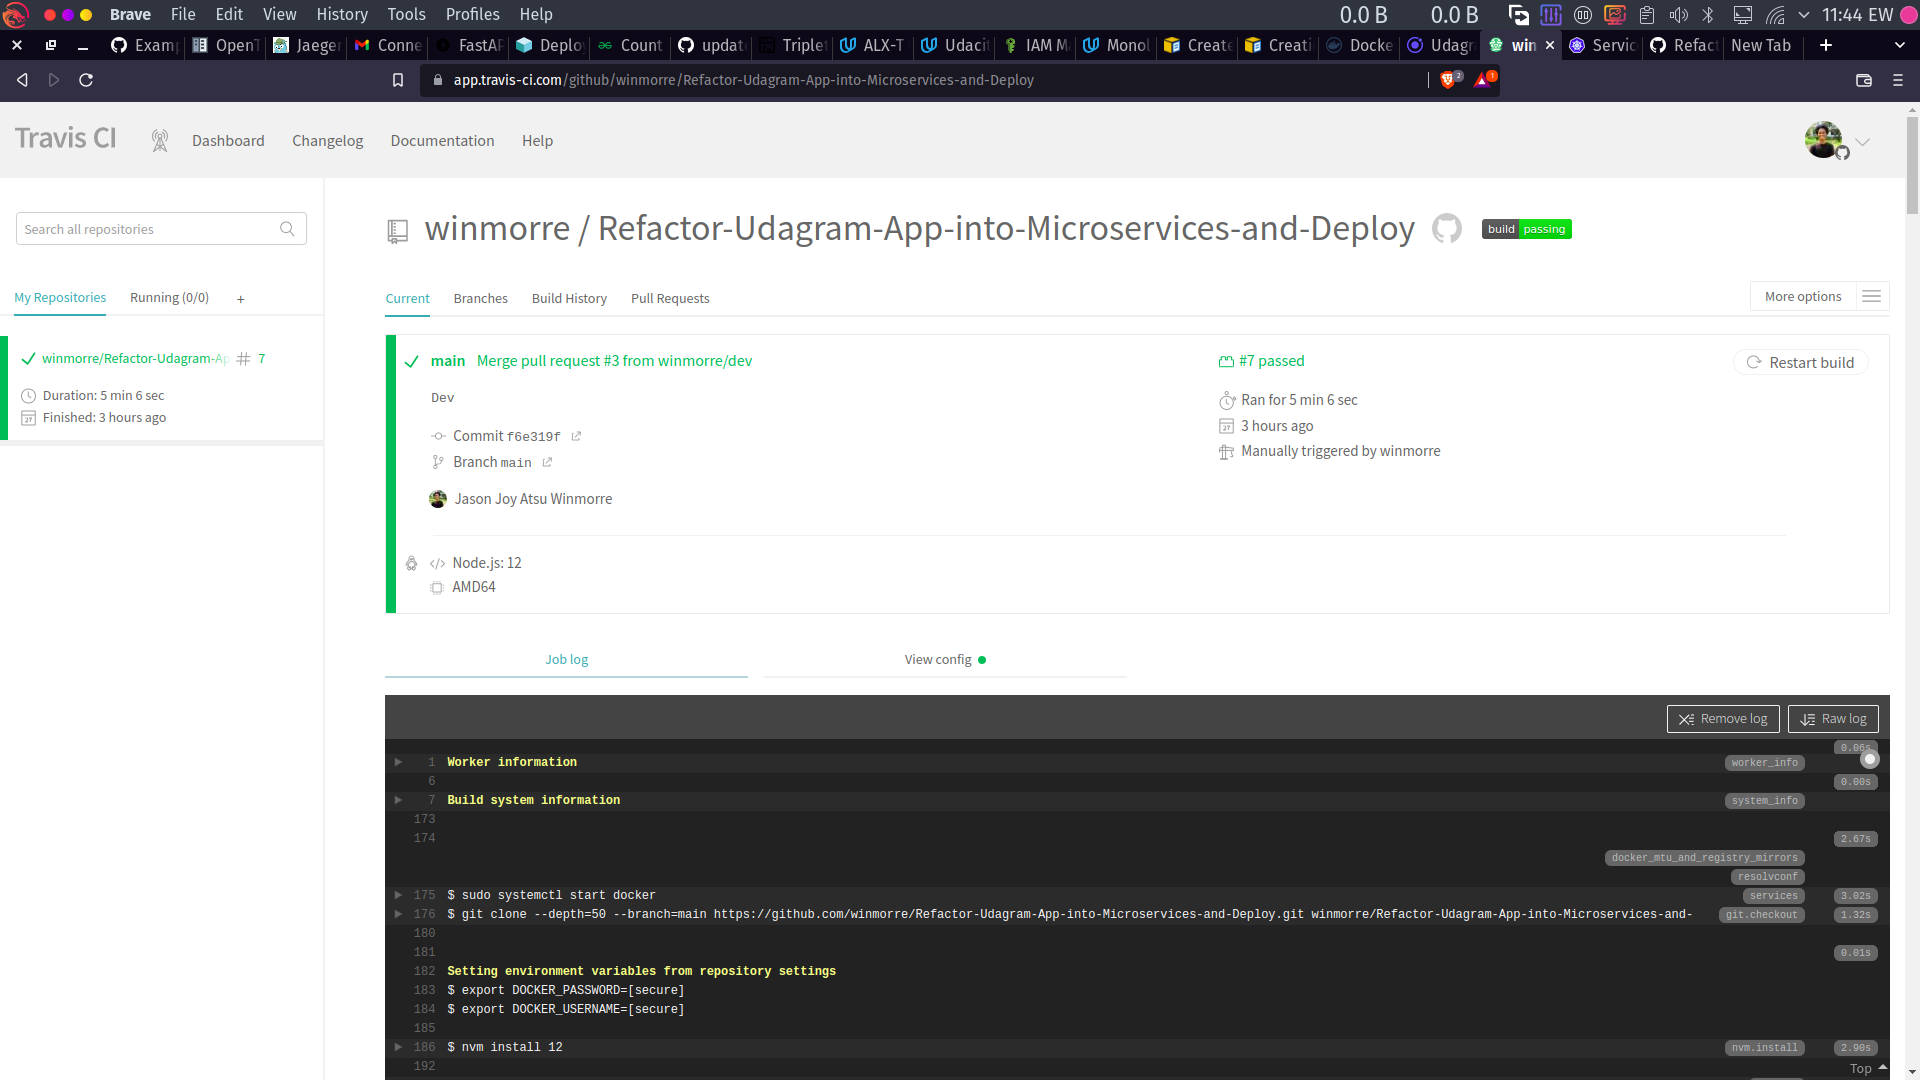 Brave File Edit View History Tools Profiles Help 0.0 B 0.0 B 11:44 EW
Exam OpenT Jaeger Conne FastAP Deplo Count updat Triplet ALX-T Udacit IAM M Monol Create Creati Docke Udagra win Servic Refact New Tab
app.travis-ci.com/github/winmorre/Refactor-Udagram-App-into-Microservices-and-Deploy 2 1
Travis CI Dashboard Changelog Documentation Help
Search all repositories
winmorre / Refactor-Udagram-App-into-Microservices-and-Deploy build passing
My Repositories Running (0/0) +
Current Branches Build History Pull Requests More options
winmorre/Refactor-Udagram-Ap # 7
Duration: 5 min 6 sec
Finished: 3 hours ago
main Merge pull request #3 from winmorre/dev #7 passed Restart build
Dev
Ran for 5 min 6 sec
Commit f6e319f 3 hours ago
Branch main Manually triggered by winmorre
Jason Joy Atsu Winmorre
</> Node.js: 12
AMD64
Job log View config
Remove log Raw log
0.06s
1 Worker information worker_info
6 0.00s
7 Build system information system_info
173
174 2.67s
docker_mtu_and_registry_mirrors
resolvconf
175 $ sudo systemctl start docker services 3.02s
176 $ git clone --depth=50 --branch=main https://github.com/winmorre/Refactor-Udagram-App-into-Microservices-and-Deploy.git winmorre/Refactor-Udagram-App-into-Microservices-and- git.checkout 1.32s
180
181 0.01s
182 Setting environment variables from repository settings
183 $ export DOCKER_PASSWORD=[secure]
184 $ export DOCKER_USERNAME=[secure]
185
186 $ nvm install 12 nvm.install 2.90s
192
Top